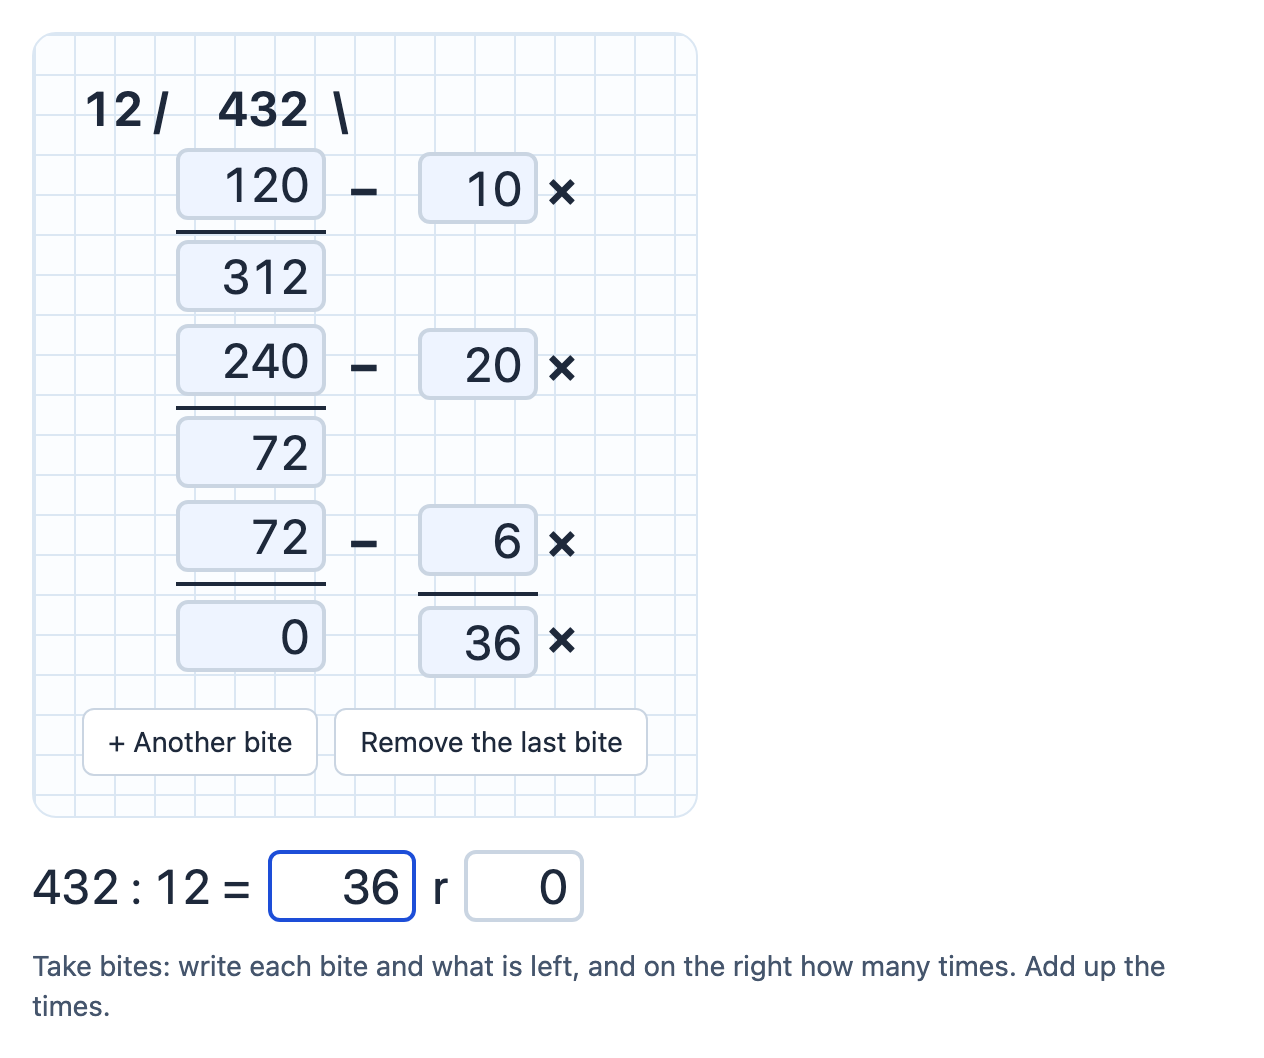 12 / 432 \
120 − 10 ×
312
240 − 20 ×
72
72 − 6 ×
0 36 ×
+ Another bite Remove the last bite
432 : 12 = 36 r 0
Take bites: write each bite and what is left, and on the right how many times. Add up the
times.